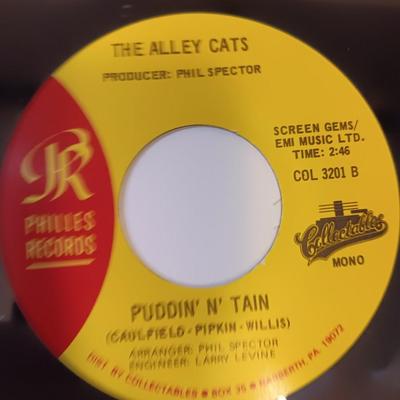 THE ALLEY CATS
PRODUCER: PHIL SPECTOR
SCREEN GEMS/
EMI MUSIC LTD.
TIME: 2:46
COL 3201 B
PR
PHILLES
RECORDS
Collectables
MONO
PUDDIN' N' TAIN
(CAULFIELD - PIPKIN - WILLIS)
ARRANGER: PHIL SPECTOR
ENGINEER: LARRY LEVINE
DIST. BY COLLECTABLES • BOX 35 • NARBERTH, PA. 19072